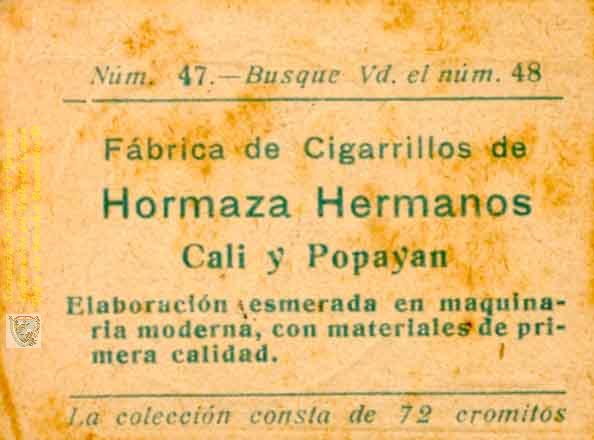 Núm. 47.—Busque Vd. el núm. 48
Fábrica de Cigarrillos de
Hormaza Hermanos
Cali y Popayan
Elaboración esmerada en maquina-
ria moderna, con materiales de pri-
mera calidad.
La colección consta de 72 cromitos